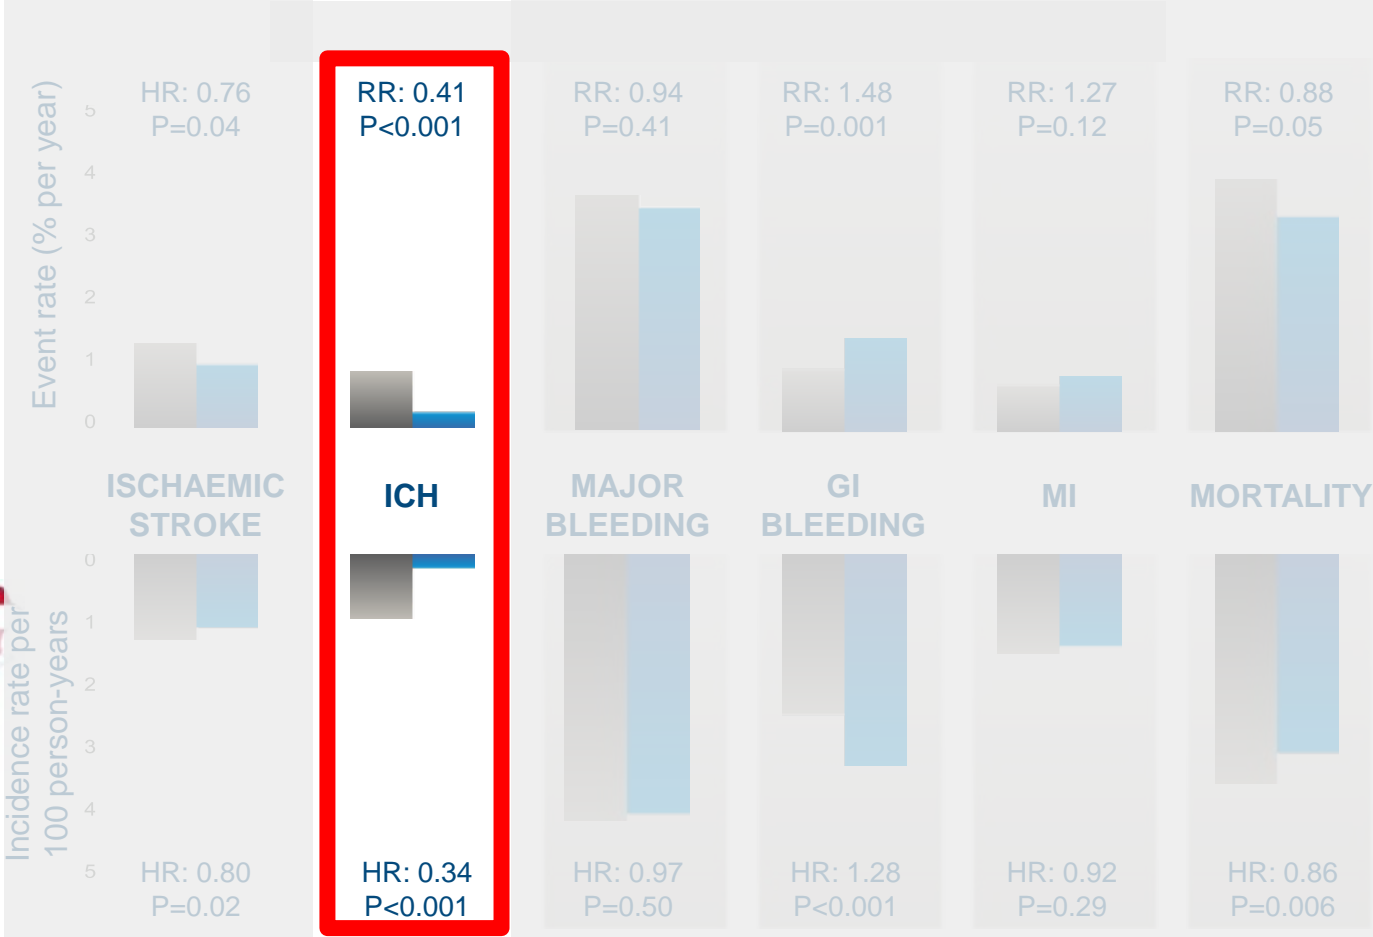 Event rate (% per year)
5
4
3
2
1
0
HR: 0.76
P=0.04
RR: 0.41
P<0.001
RR: 0.94
P=0.41
RR: 1.48
P=0.001
RR: 1.27
P=0.12
RR: 0.88
P=0.05
ISCHAEMIC
STROKE
ICH
MAJOR
BLEEDING
GI
BLEEDING
MI
MORTALITY
Incidence rate per
100 person-years
0
1
2
3
4
5
HR: 0.80
P=0.02
HR: 0.34
P<0.001
HR: 0.97
P=0.50
HR: 1.28
P<0.001
HR: 0.92
P=0.29
HR: 0.86
P=0.006